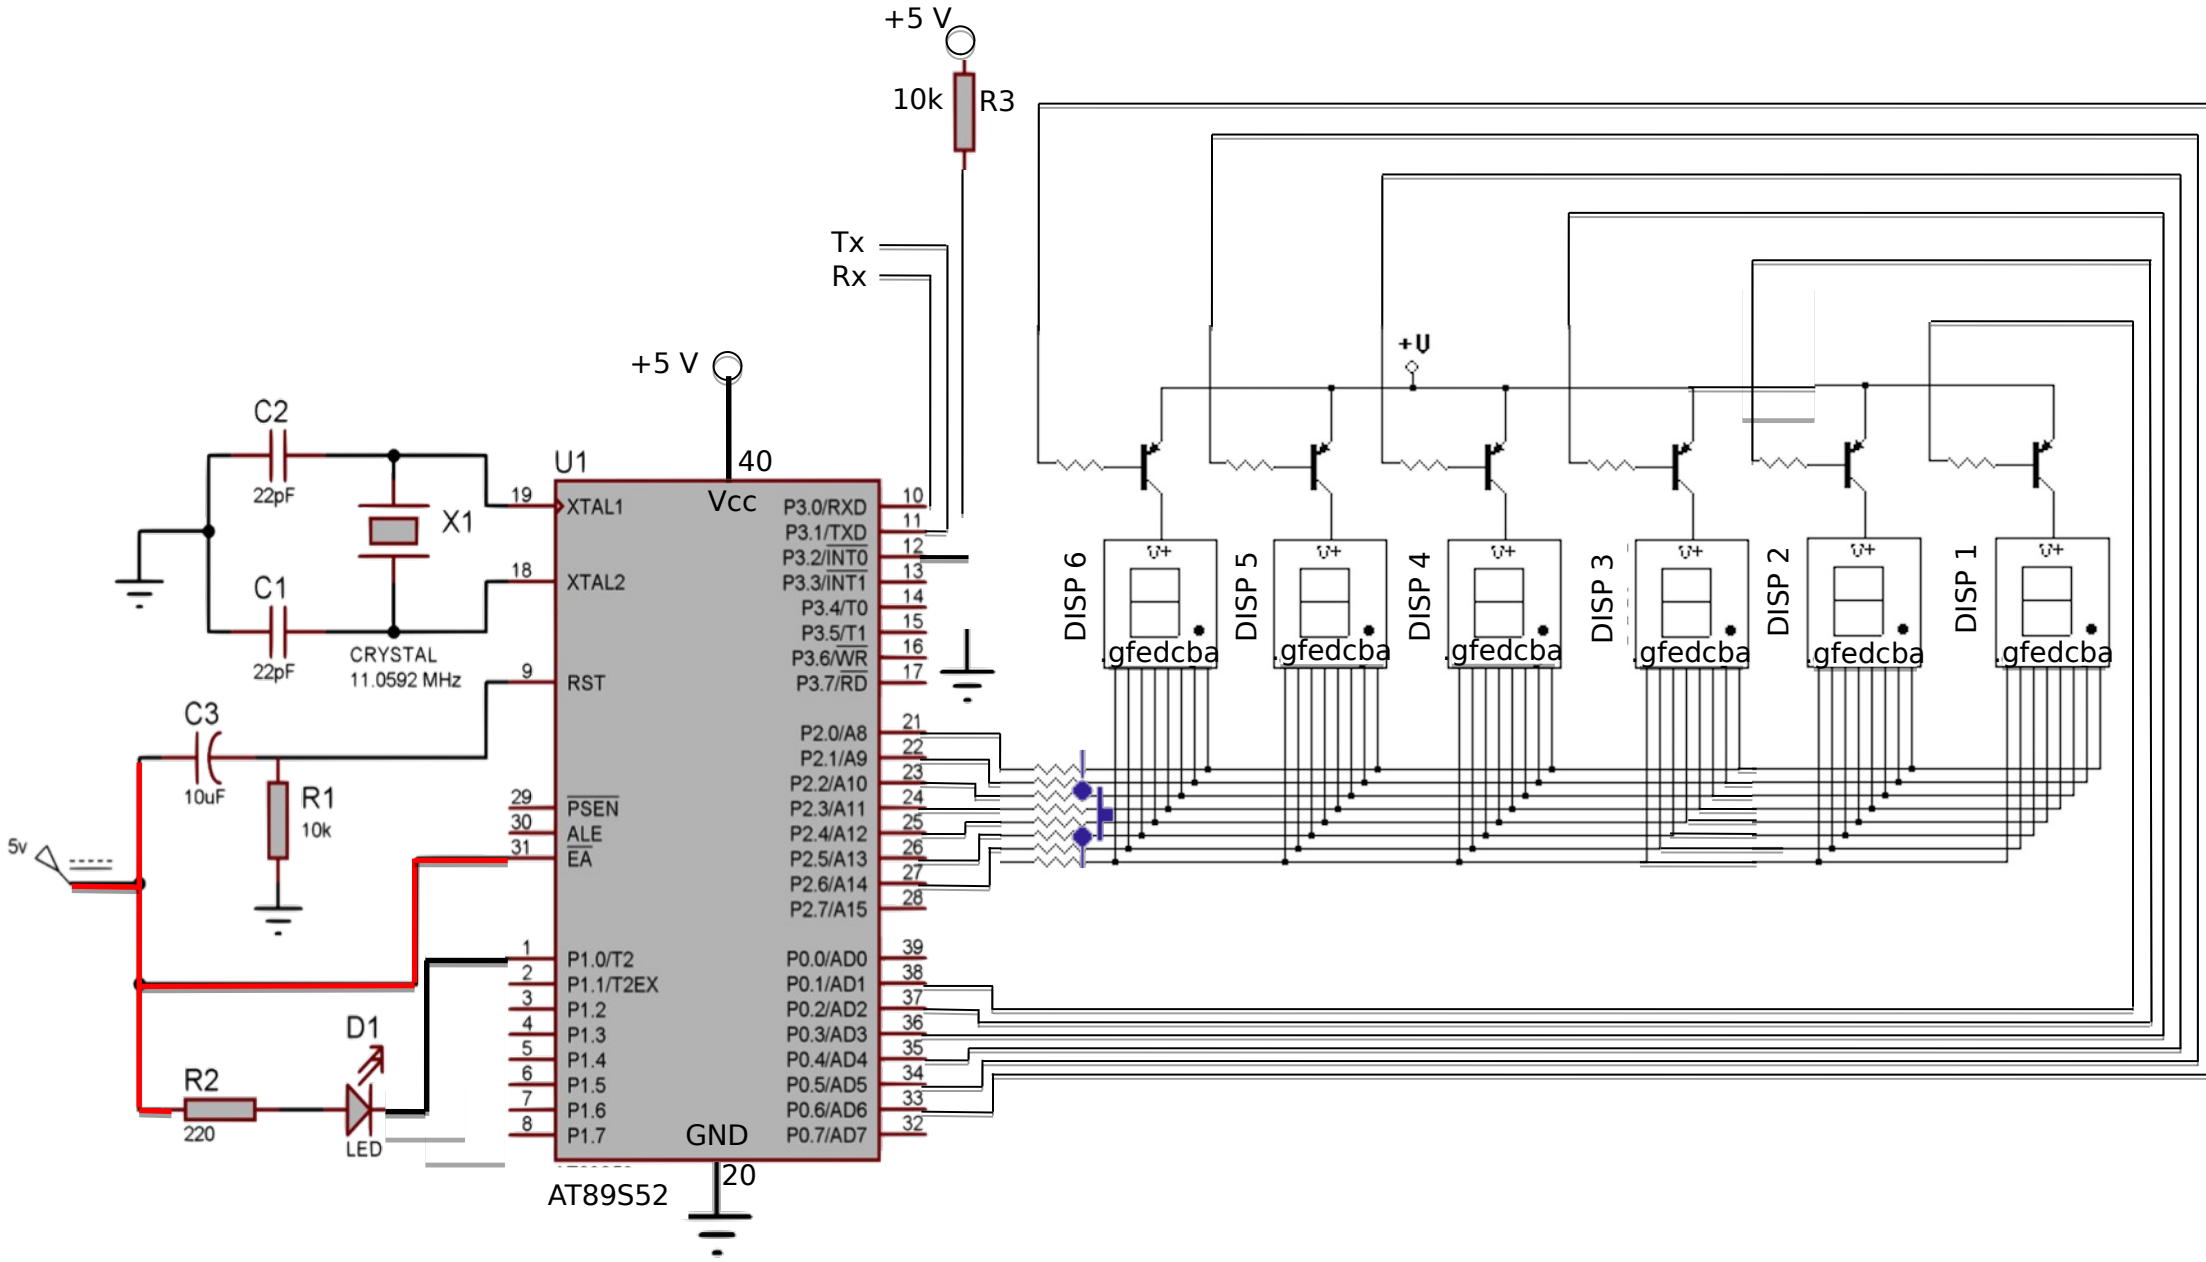 +5 V
10k R3
Tx
Rx
+5 V
+V
40
C2
22pF
X1
C1
22pF
CRYSTAL
11.0592 MHz
C3
10uF
R1
10k
5v
D1
LED
R2
220
U1
Vcc
19 XTAL1
18 XTAL2
9 RST
29 PSEN
30 ALE
31 EA
1 P1.0/T2
2 P1.1/T2EX
3 P1.2
4 P1.3
5 P1.4
6 P1.5
7 P1.6
8 P1.7
P3.0/RXD 10
P3.1/TXD 11
P3.2/INT0 12
P3.3/INT1 13
P3.4/T0 14
P3.5/T1 15
P3.6/WR 16
P3.7/RD 17
P2.0/A8 21
P2.1/A9 22
P2.2/A10 23
P2.3/A11 24
P2.4/A12 25
P2.5/A13 26
P2.6/A14 27
P2.7/A15 28
P0.0/AD0 39
P0.1/AD1 38
P0.2/AD2 37
P0.3/AD3 36
P0.4/AD4 35
P0.5/AD5 34
P0.6/AD6 33
P0.7/AD7 32
GND
20
AT89S52
DISP 6
V+
.gfedcba
DISP 5
V+
.gfedcba
DISP 4
V+
.gfedcba
DISP 3
V+
.gfedcba
DISP 2
V+
.gfedcba
DISP 1
V+
.gfedcba